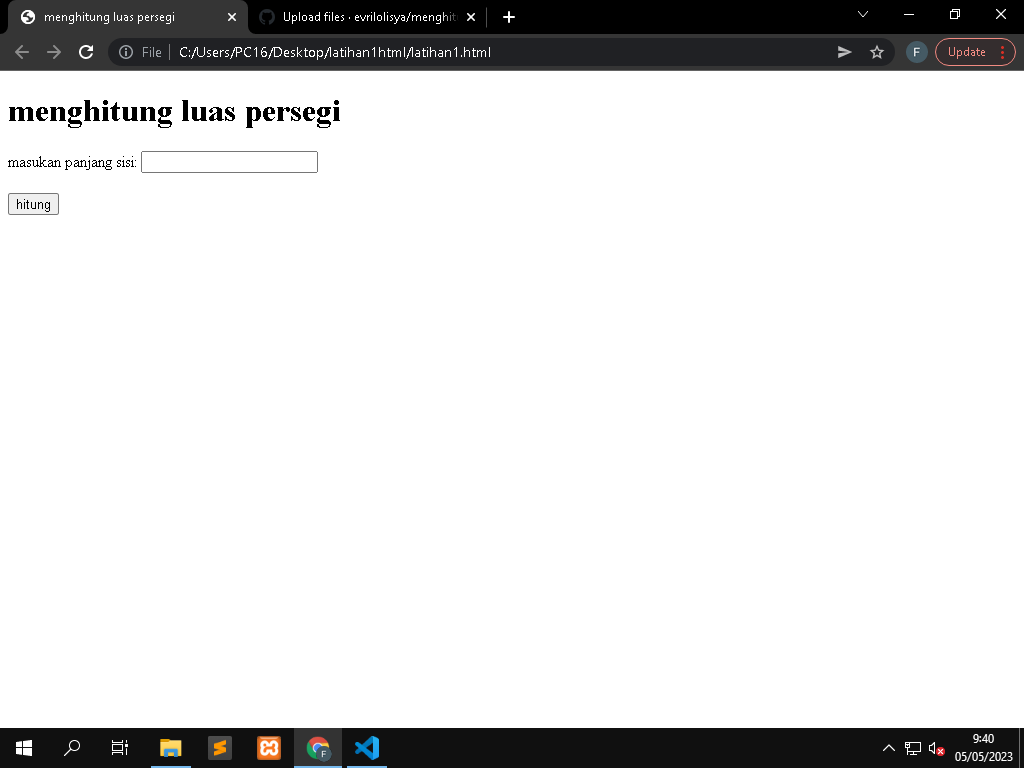 menghitung luas persegi
Upload files · evrilolisya/menghit
File
C:/Users/PC16/Desktop/latihan1html/latihan1.html
F
Update
menghitung luas persegi
masukan panjang sisi:
hitung
F
9:40
05/05/2023